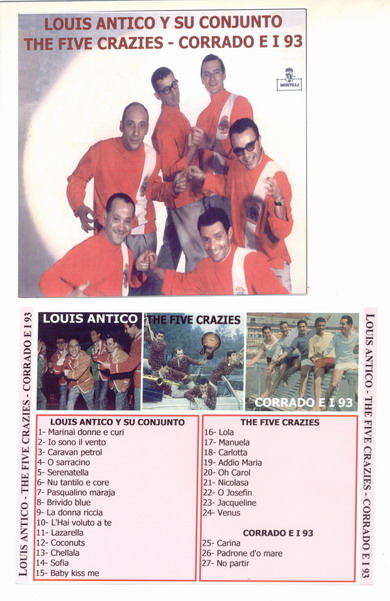 LOUIS ANTICO Y SU CONJUNTO
THE FIVE CRAZIES - CORRADO E I 93
MONTILLA
LOUIS ANTICO - THE FIVE CRAZIES - CORRADO E I 93
LOUIS ANTICO
THE FIVE CRAZIES
CORRADO E I 93
LOUIS ANTICO - THE FIVE CRAZIES - CORRADO E I 93
LOUIS ANTICO Y SU CONJUNTO
1- Marinai donne e curi
2- Io sono il vento
3- Caravan petrol
4- O sarracino
5- Serenatella
6- Nu tantilo e core
7- Pasqualino maraja
8- Brivido blue
9- La donna riccia
10- L'Hai voluto a te
11- Lazarella
12- Coconuts
13- Chellala
14- Sofia
15- Baby kiss me
THE FIVE CRAZIES
16- Lola
17- Manuela
18- Carlotta
19- Addio Maria
20- Oh Carol
21- Nicolasa
22- O Josefin
23- Jacqueline
24- Venus
CORRADO E I 93
25- Carina
26- Padrone d'o mare
27- No partir